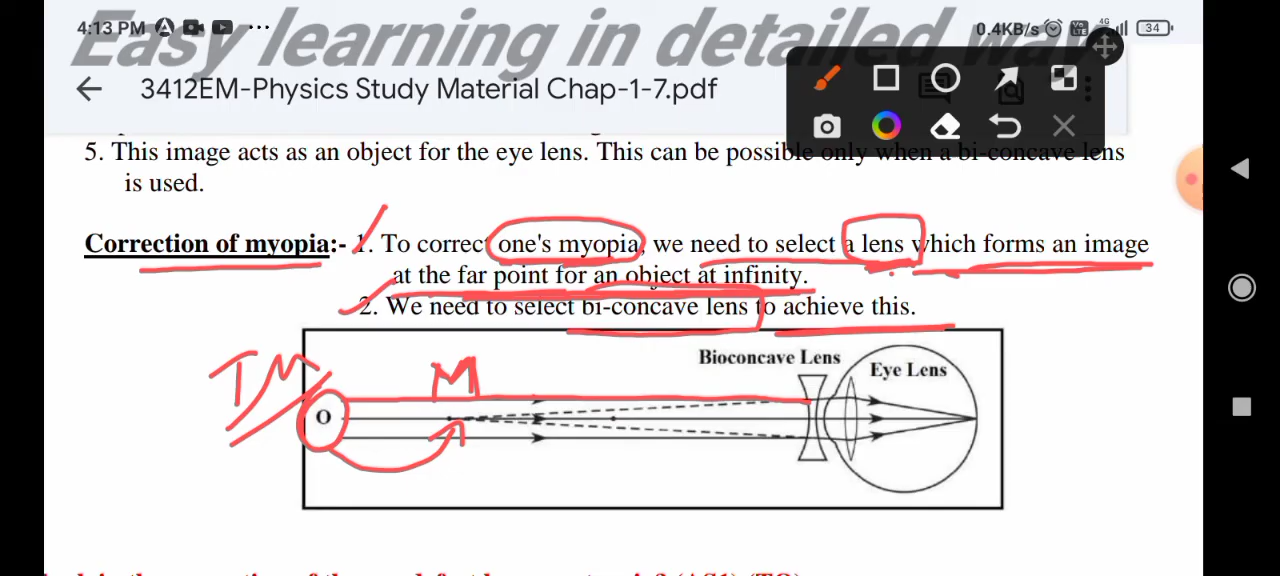 Easy learning in detailed way
4:13 PM ... 0.4KB/s 4G 34
3412EM-Physics Study Material Chap-1-7.pdf
5. This image acts as an object for the eye lens. This can be possible only when a bi-concave lens
is used.
Correction of myopia:- 1. To correct one's myopia, we need to select a lens which forms an image
at the far point for an object at infinity.
2. We need to select bi-concave lens to achieve this.
Bioconcave Lens
Eye Lens
M
O